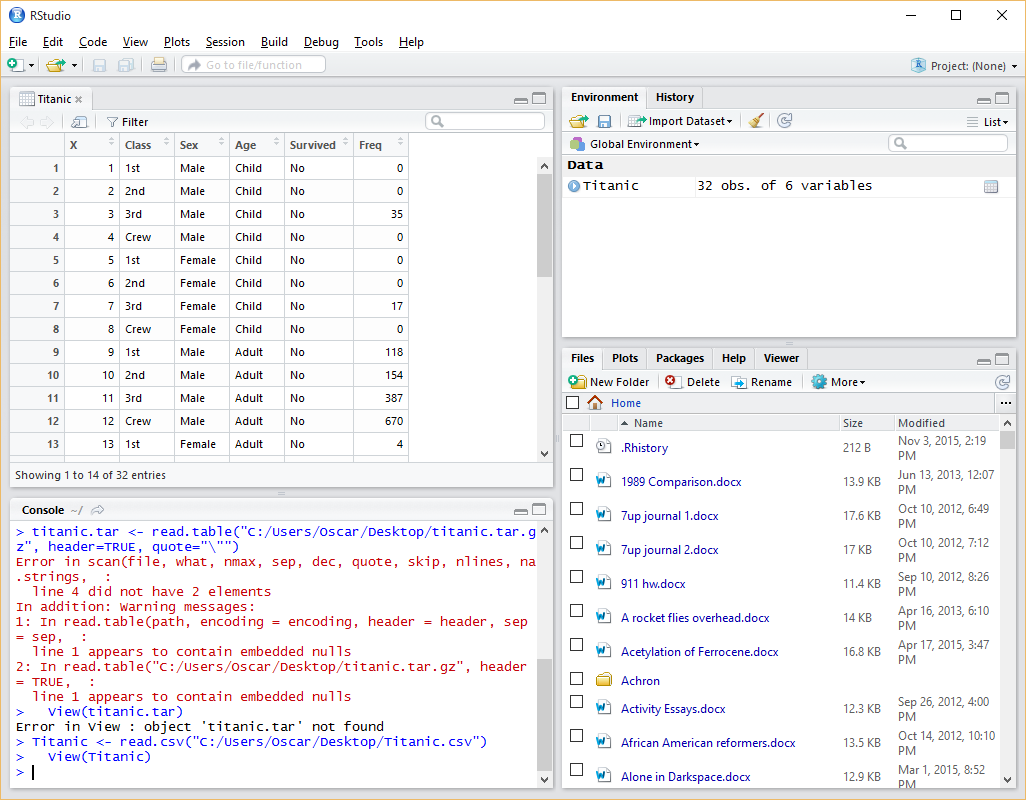 RStudio
File Edit Code View Plots Session Build Debug Tools Help
Go to file/function Project: (None)
Titanic
Filter
X Class Sex Age Survived Freq
1 1 1st Male Child No 0
2 2 2nd Male Child No 0
3 3 3rd Male Child No 35
4 4 Crew Male Child No 0
5 5 1st Female Child No 0
6 6 2nd Female Child No 0
7 7 3rd Female Child No 17
8 8 Crew Female Child No 0
9 9 1st Male Adult No 118
10 10 2nd Male Adult No 154
11 11 3rd Male Adult No 387
12 12 Crew Male Adult No 670
13 13 1st Female Adult No 4
Showing 1 to 14 of 32 entries
Console ~/
> titanic.tar <- read.table("C:/Users/Oscar/Desktop/titanic.tar.g
z", header=TRUE, quote="\"")
Error in scan(file, what, nmax, sep, dec, quote, skip, nlines, na
.strings,  :
  line 4 did not have 2 elements
In addition: Warning messages:
1: In read.table(path, encoding = encoding, header = header, sep
= sep,  :
  line 1 appears to contain embedded nulls
2: In read.table("C:/Users/Oscar/Desktop/titanic.tar.gz", header
= TRUE,  :
  line 1 appears to contain embedded nulls
>   View(titanic.tar)
Error in View : object 'titanic.tar' not found
> Titanic <- read.csv("C:/Users/Oscar/Desktop/Titanic.csv")
>   View(Titanic)
>
Environment History
Import Dataset List
Global Environment
Data
Titanic 32 obs. of 6 variables
Files Plots Packages Help Viewer
New Folder Delete Rename More
Home ...
Name Size Modified
.Rhistory 212 B Nov 3, 2015, 2:19
PM
1989 Comparison.docx 13.9 KB Jun 13, 2013, 12:07
PM
7up journal 1.docx 17.6 KB Oct 10, 2012, 6:49
PM
7up journal 2.docx 17 KB Oct 10, 2012, 7:12
PM
911 hw.docx 11.4 KB Sep 10, 2012, 8:26
PM
A rocket flies overhead.docx 14 KB Apr 16, 2013, 6:10
PM
Acetylation of Ferrocene.docx 16.8 KB Apr 17, 2015, 3:47
PM
Achron
Activity Essays.docx 12.3 KB Sep 26, 2012, 4:00
PM
African American reformers.docx 13.5 KB Oct 14, 2012, 10:10
PM
Alone in Darkspace.docx 12.9 KB Mar 1, 2015, 8:52
PM